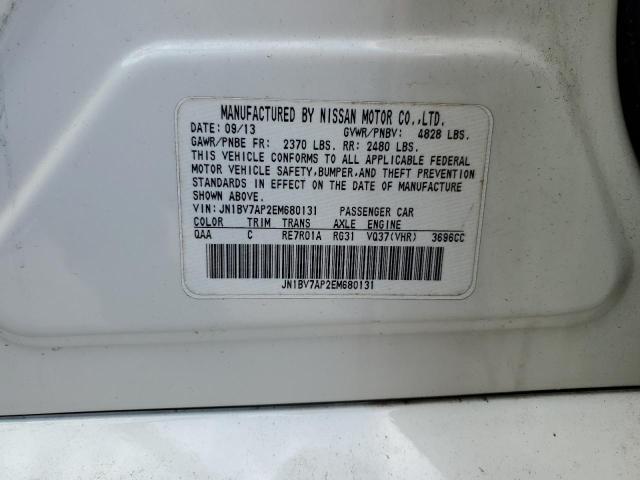 MANUFACTURED BY NISSAN MOTOR CO.,LTD.
DATE: 09/13 GVWR/PNBV: 4828 LBS.
GAWR/PNBE FR: 2370 LBS. RR: 2480 LBS.
THIS VEHICLE CONFORMS TO ALL APPLICABLE FEDERAL
MOTOR VEHICLE SAFETY,BUMPER,AND THEFT PREVENTION
STANDARDS IN EFFECT ON THE DATE OF MANUFACTURE
SHOWN ABOVE.
VIN: JN1BV7AP2EM680131 PASSENGER CAR
COLOR TRIM TRANS AXLE ENGINE
QAA C RE7R01A RG31 VQ37(VHR) 3696CC
JN1BV7AP2EM680131